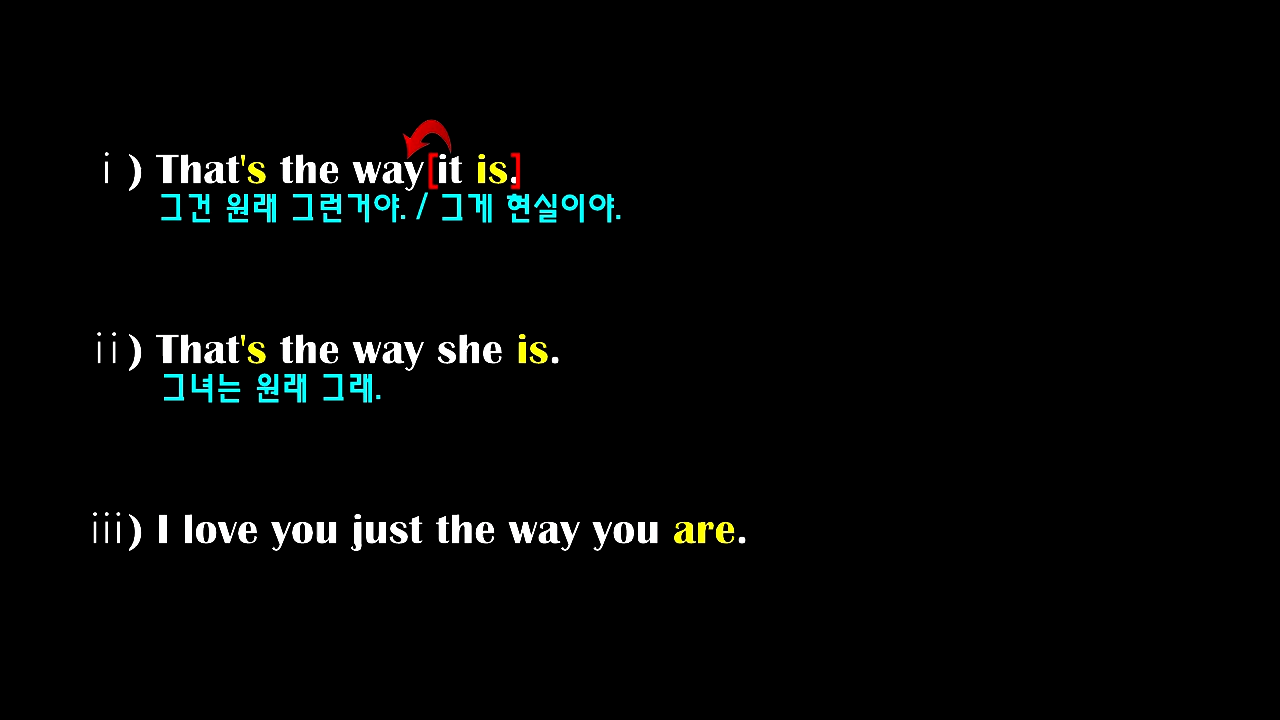 ⅰ) That's the way[it is.]
그건 원래 그런거야. / 그게 현실이야.
ⅱ) That's the way she is.
그녀는 원래 그래.
ⅲ) I love you just the way you are.